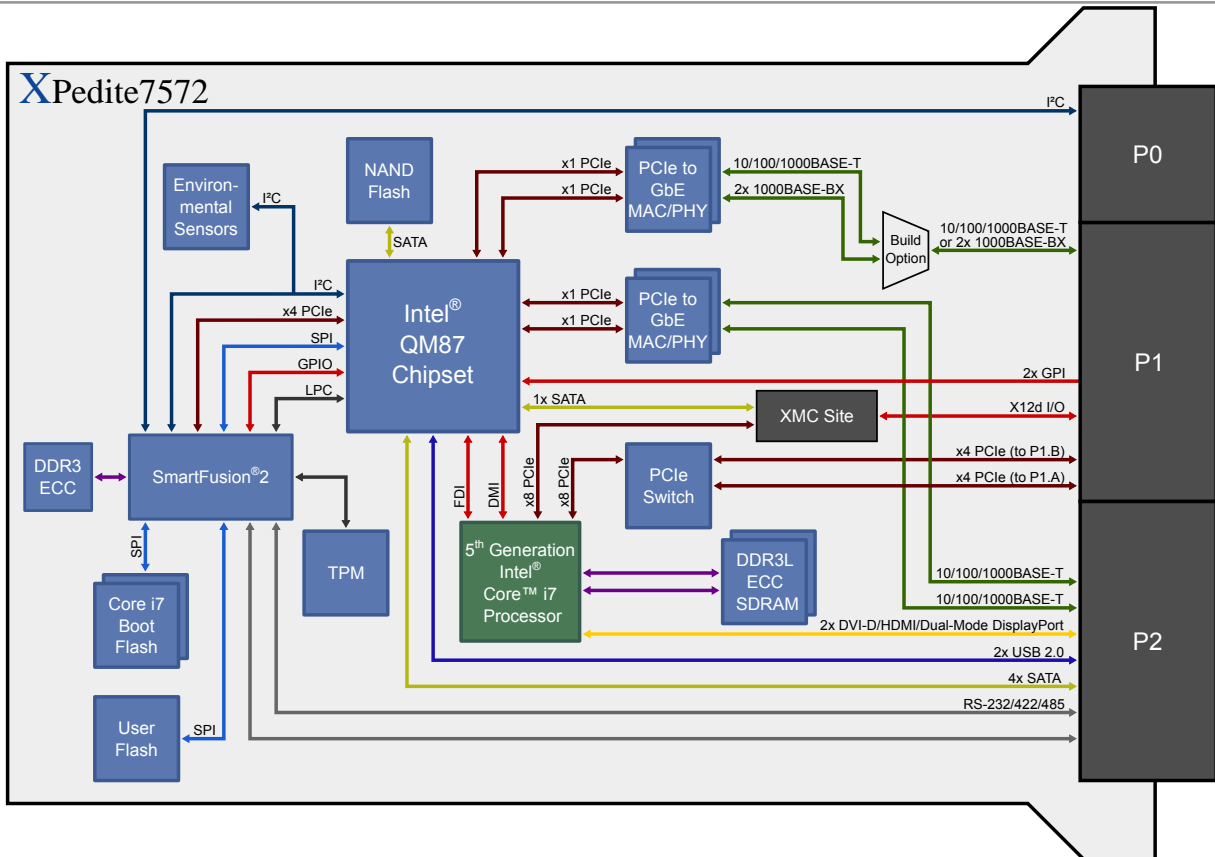 XPedite7572
I²C
P0
Environ-
mental
Sensors
I²C
NAND
Flash
SATA
x1 PCIe
x1 PCIe
PCIe to
GbE
MAC/PHY
10/100/1000BASE-T
2x 1000BASE-BX
Build
Option
10/100/1000BASE-T
or 2x 1000BASE-BX
I²C
x4 PCIe
SPI
GPIO
LPC
Intel®
QM87
Chipset
x1 PCIe
x1 PCIe
PCIe to
GbE
MAC/PHY
P1
2x GPI
1x SATA
XMC Site
X12d I/O
DDR3
ECC
SmartFusion®2
FDI
DMI
x8 PCIe
x8 PCIe
PCIe
Switch
x4 PCIe (to P1.B)
x4 PCIe (to P1.A)
SPI
TPM
5th Generation
Intel®
Core™ i7
Processor
DDR3L
ECC
SDRAM
10/100/1000BASE-T
10/100/1000BASE-T
Core i7
Boot
Flash
2x DVI-D/HDMI/Dual-Mode DisplayPort
P2
2x USB 2.0
4x SATA
RS-232/422/485
User
Flash
SPI